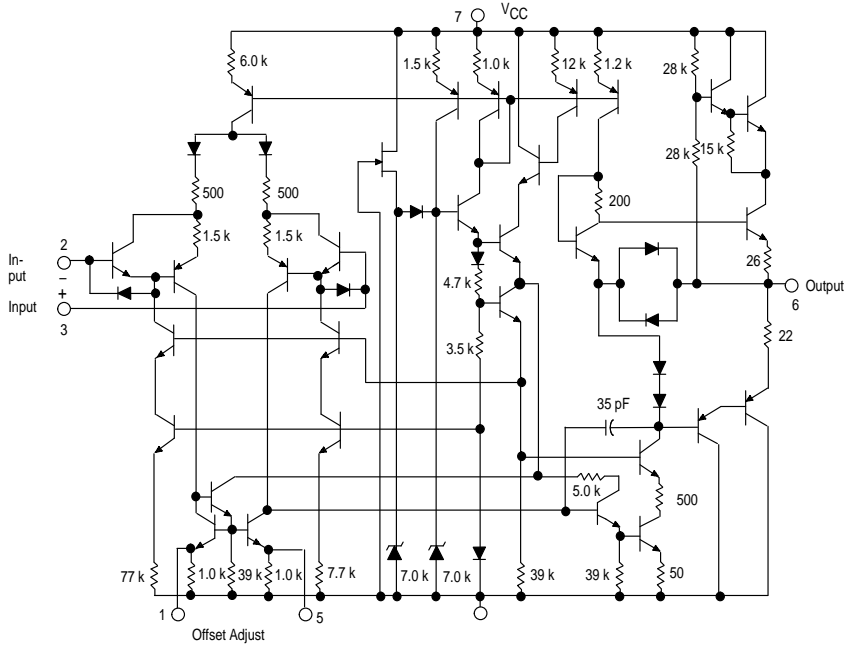 7 VCC
6.0 k
1.5 k
1.0 k
12 k
1.2 k
28 k
28 k
15 k
500
500
200
2
In-
put
−
1.5 k
1.5 k
26
+
Input
3
4.7 k
Output
6
3.5 k
22
35 pF
5.0 k
500
77 k
1.0 k
39 k
1.0 k
7.7 k
7.0 k
7.0 k
39 k
39 k
50
1
5
Offset Adjust